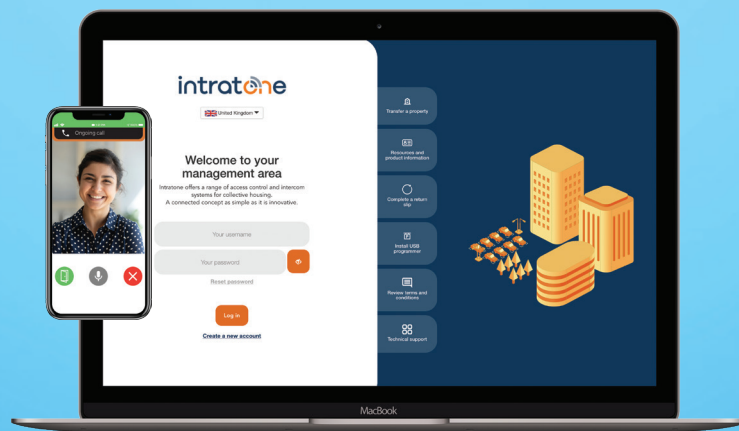 intratone
United Kingdom
Welcome to your
management area
Intratone offers a range of access control and intercom
systems for collective housing.
A connected concept as simple as it is innovative.
Your username
Your password
Reset password
Log in
Create a new account
Transfer a property
Resources and
product information
Complete a return
slip
Install USB
programmer
Review terms and
conditions
Technical support
Ongoing call
MacBook